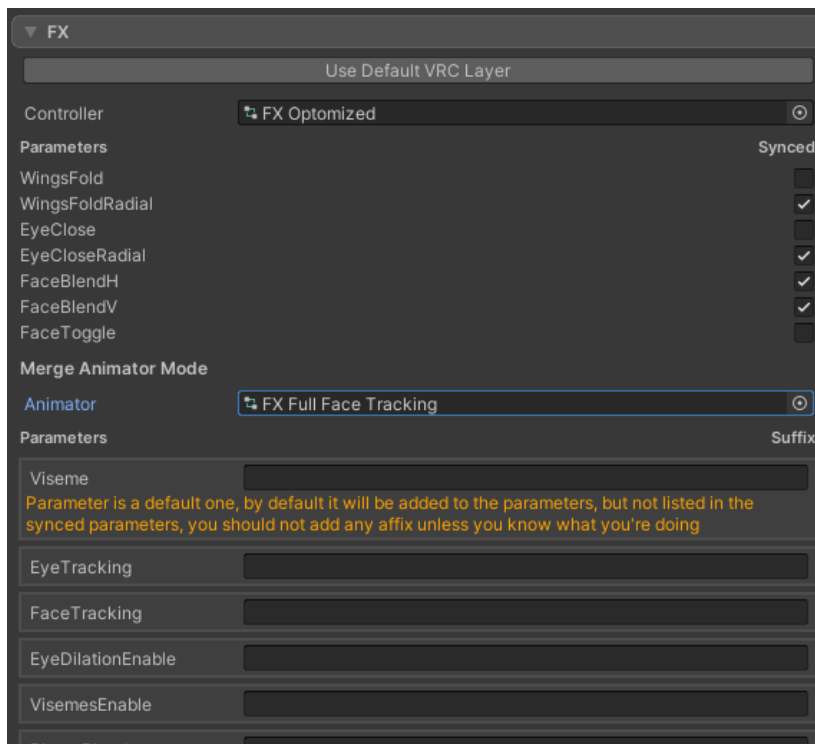 FX
Use Default VRC Layer
Controller FX Optomized
Parameters Synced
WingsFold
WingsFoldRadial
EyeClose
EyeCloseRadial
FaceBlendH
FaceBlendV
FaceToggle
Merge Animator Mode
Animator FX Full Face Tracking
Parameters Suffix
Viseme
Parameter is a default one, by default it will be added to the parameters, but not listed in the
synced parameters, you should not add any affix unless you know what you're doing
EyeTracking
FaceTracking
EyeDilationEnable
VisemesEnable